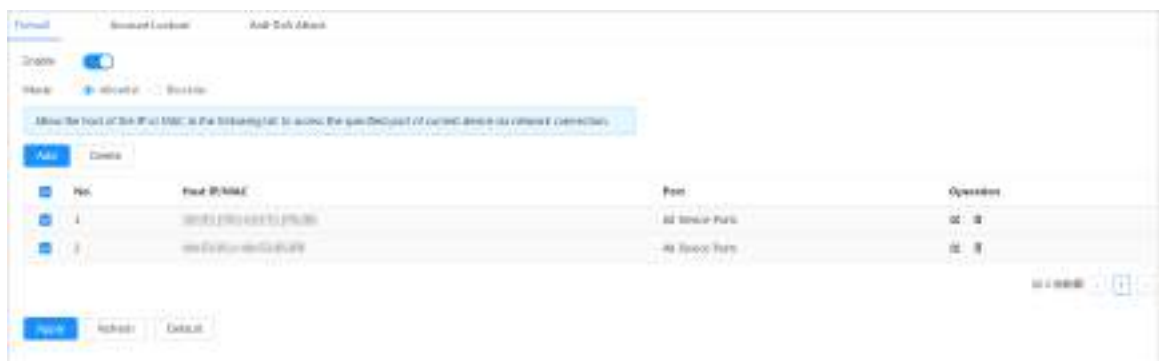 Firewall Account Lockout Anti-DoS Attack
Enable
Mode Allowlist Blocklist
Allow the host of the IP or MAC in the following list to access the specified port of current device via network connection.
Add Delete
No. Host IP/MAC Port Operation
1 All Device Ports
2 All Device Ports
1
Apply Refresh Default